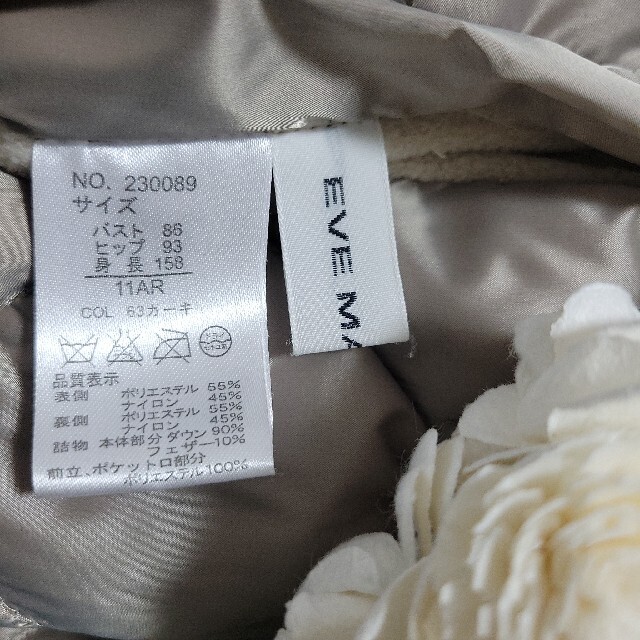 NO. 230089
サイズ
バスト 86
ヒップ 93
身長 158
11AR
COL 63カーキ
品質表示
表側 ポリエステル 55%
ナイロン 45%
裏側 ポリエステル 55%
ナイロン 45%
詰物 本体部分 ダウン 90%
フェザー 10%
前立、ポケット口部分
ポリエステル 100%
EVE MA